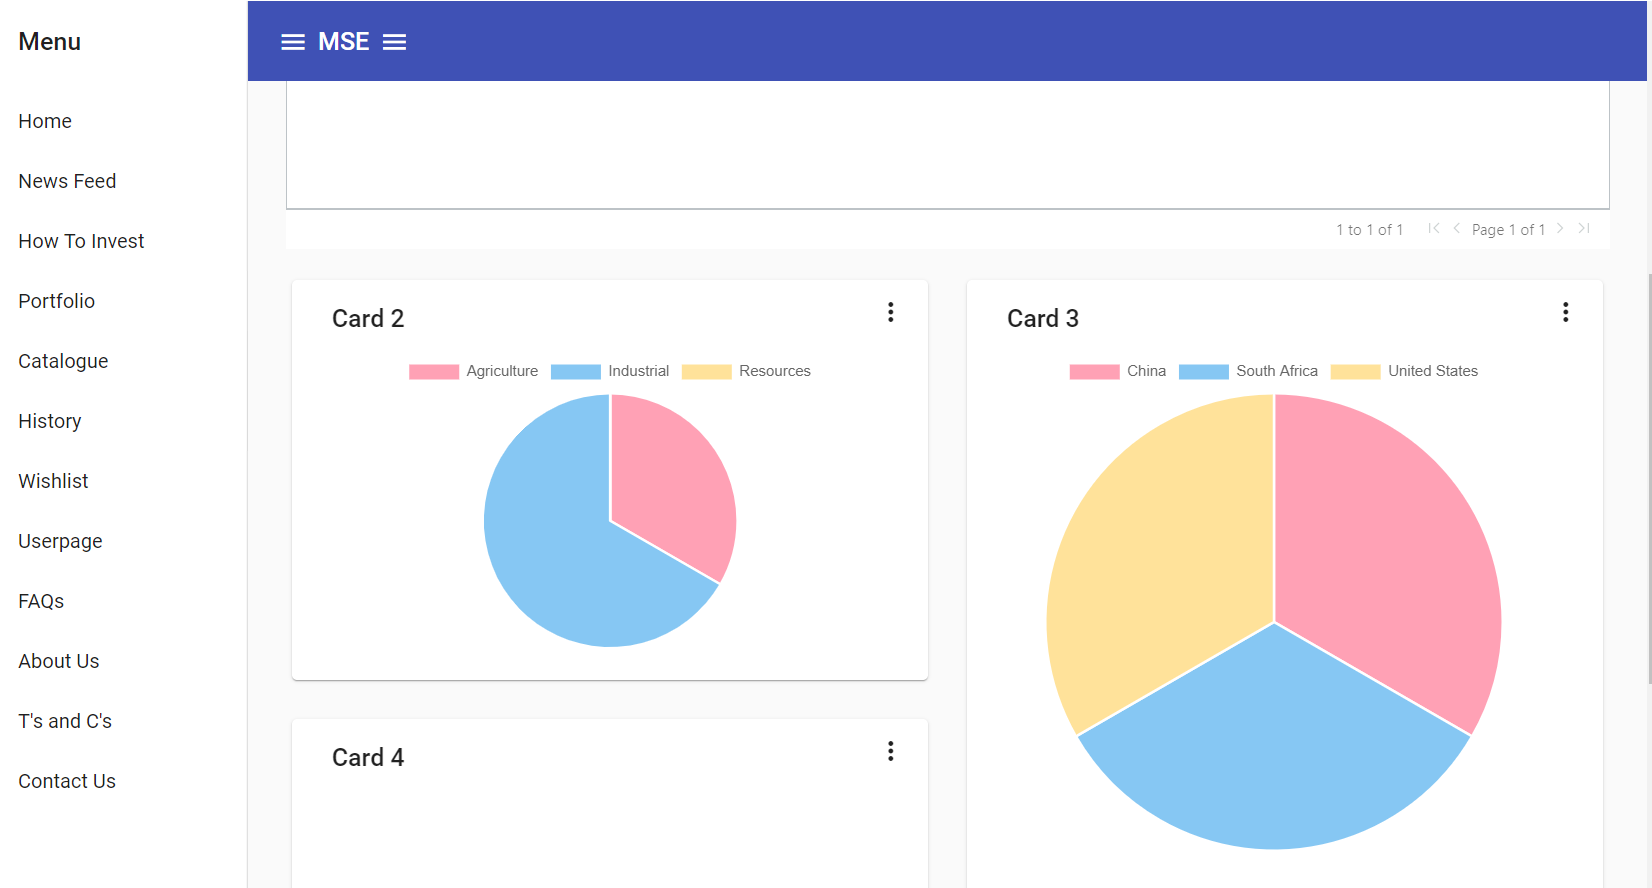 Menu
Home
News Feed
How To Invest
Portfolio
Catalogue
History
Wishlist
Userpage
FAQs
About Us
T's and C's
Contact Us
MSE
1 to 1 of 1 Page 1 of 1
Card 2
Agriculture Industrial Resources
Card 3
China South Africa United States
Card 4